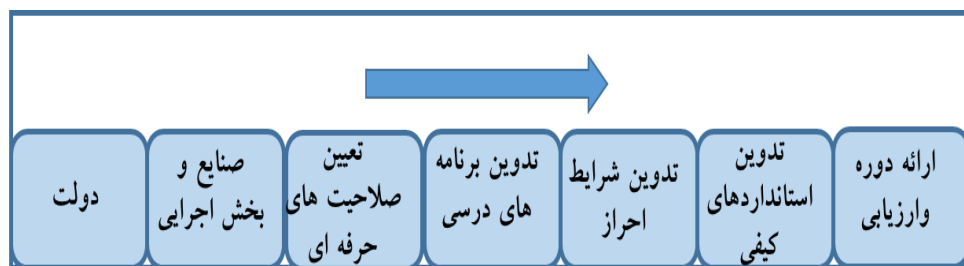 دولت
صنایع و
بخش اجرایی
تعیین
صلاحیت های
حرفه ای
تدوین برنامه
های درسی
تدوین شرایط
احراز
تدوین
استانداردهای
کیفی
ارائه دوره
وارزیابی